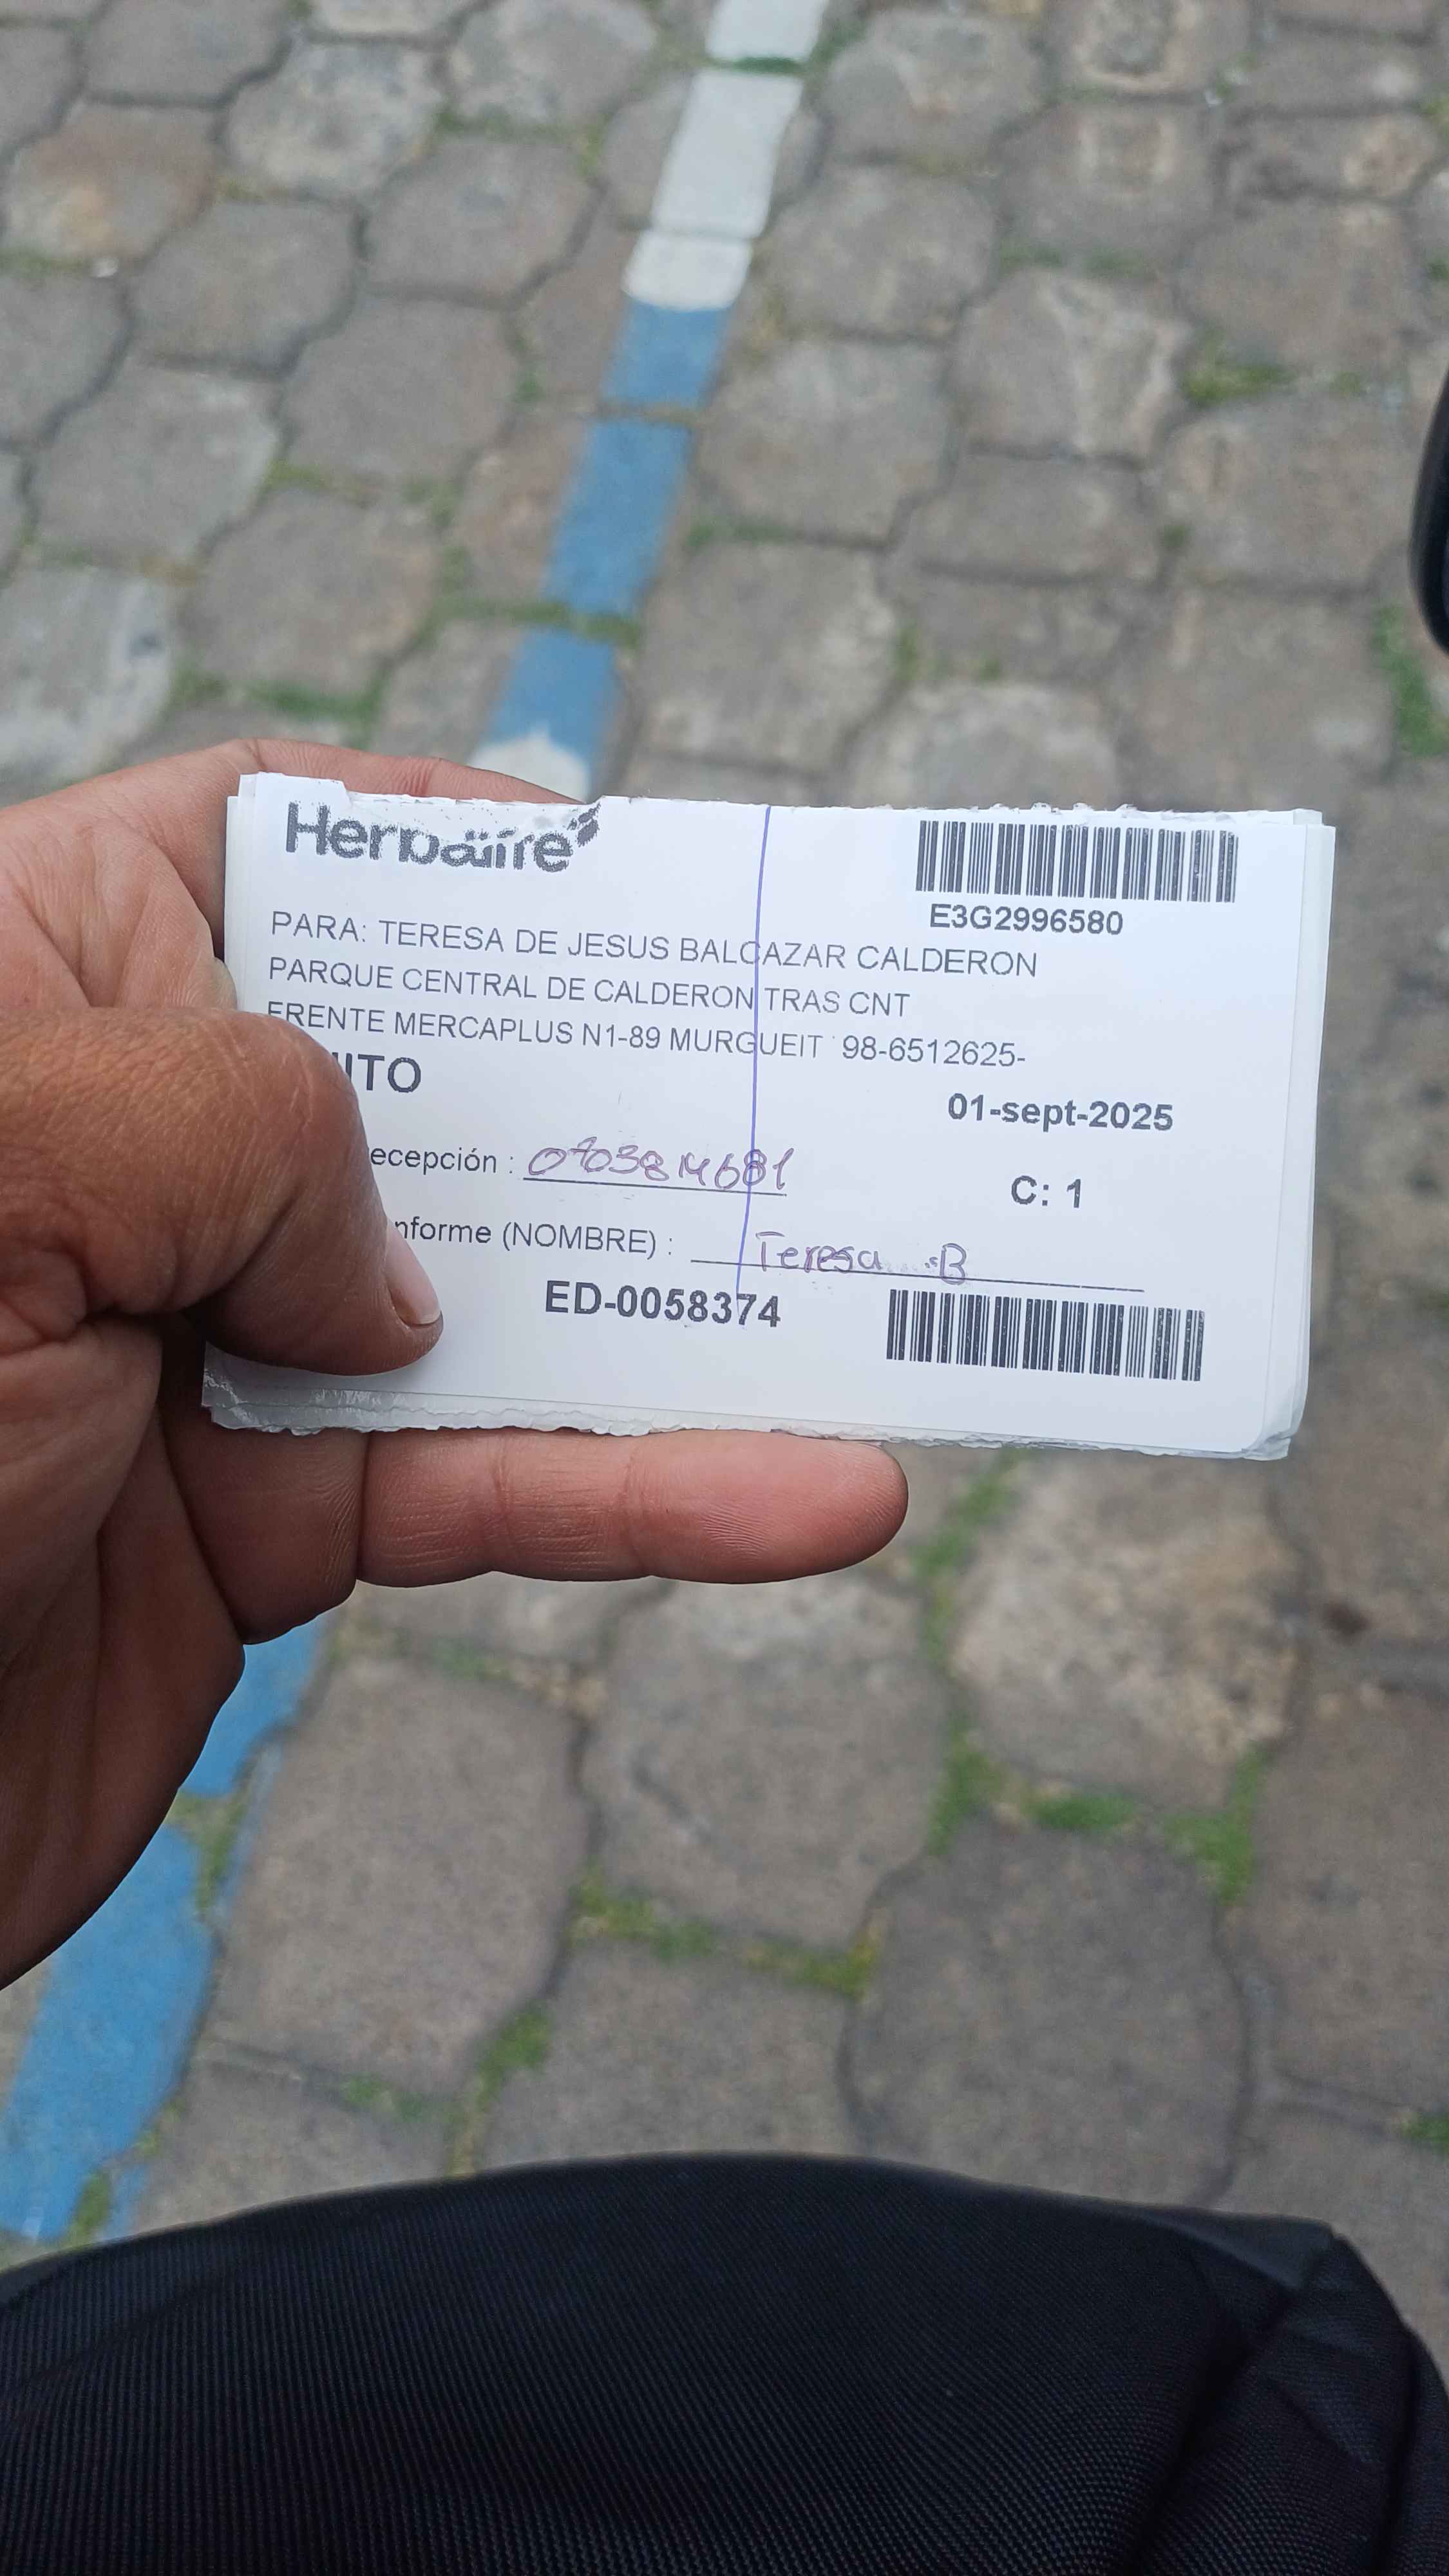 Herbalife
E3G2996580
PARA: TERESA DE JESUS BALCAZAR CALDERON
PARQUE CENTRAL DE CALDERON TRAS CNT
FRENTE MERCAPLUS N1-89 MURGUEIT 98-6512625-
ITO
01-sept-2025
ecepción : 0703814681
C: 1
nforme (NOMBRE) : Teresa B
ED-0058374